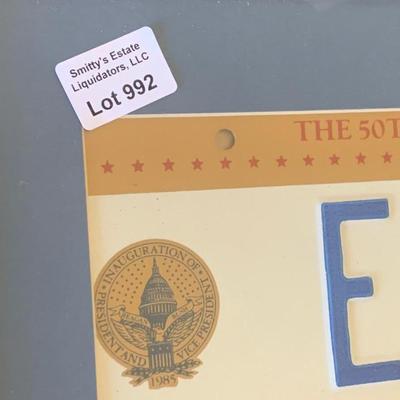 Smitty's Estate
Liquidators, LLC
Lot 992
THE 50T
E
INAUGURATION OF
PRESIDENT AND VICE PRESIDENT
1985